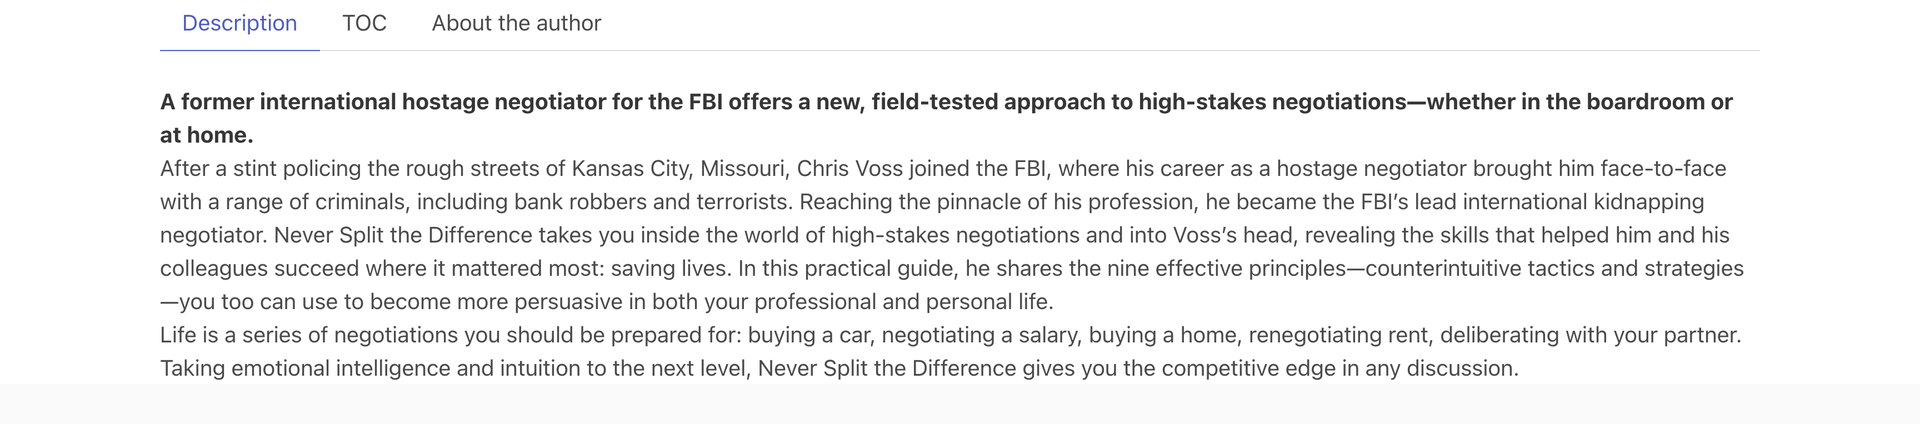 Description TOC About the author
A former international hostage negotiator for the FBI offers a new, field-tested approach to high-stakes negotiations—whether in the boardroom or
at home.
After a stint policing the rough streets of Kansas City, Missouri, Chris Voss joined the FBI, where his career as a hostage negotiator brought him face-to-face
with a range of criminals, including bank robbers and terrorists. Reaching the pinnacle of his profession, he became the FBI’s lead international kidnapping
negotiator. Never Split the Difference takes you inside the world of high-stakes negotiations and into Voss’s head, revealing the skills that helped him and his
colleagues succeed where it mattered most: saving lives. In this practical guide, he shares the nine effective principles—counterintuitive tactics and strategies
—you too can use to become more persuasive in both your professional and personal life.
Life is a series of negotiations you should be prepared for: buying a car, negotiating a salary, buying a home, renegotiating rent, deliberating with your partner.
Taking emotional intelligence and intuition to the next level, Never Split the Difference gives you the competitive edge in any discussion.